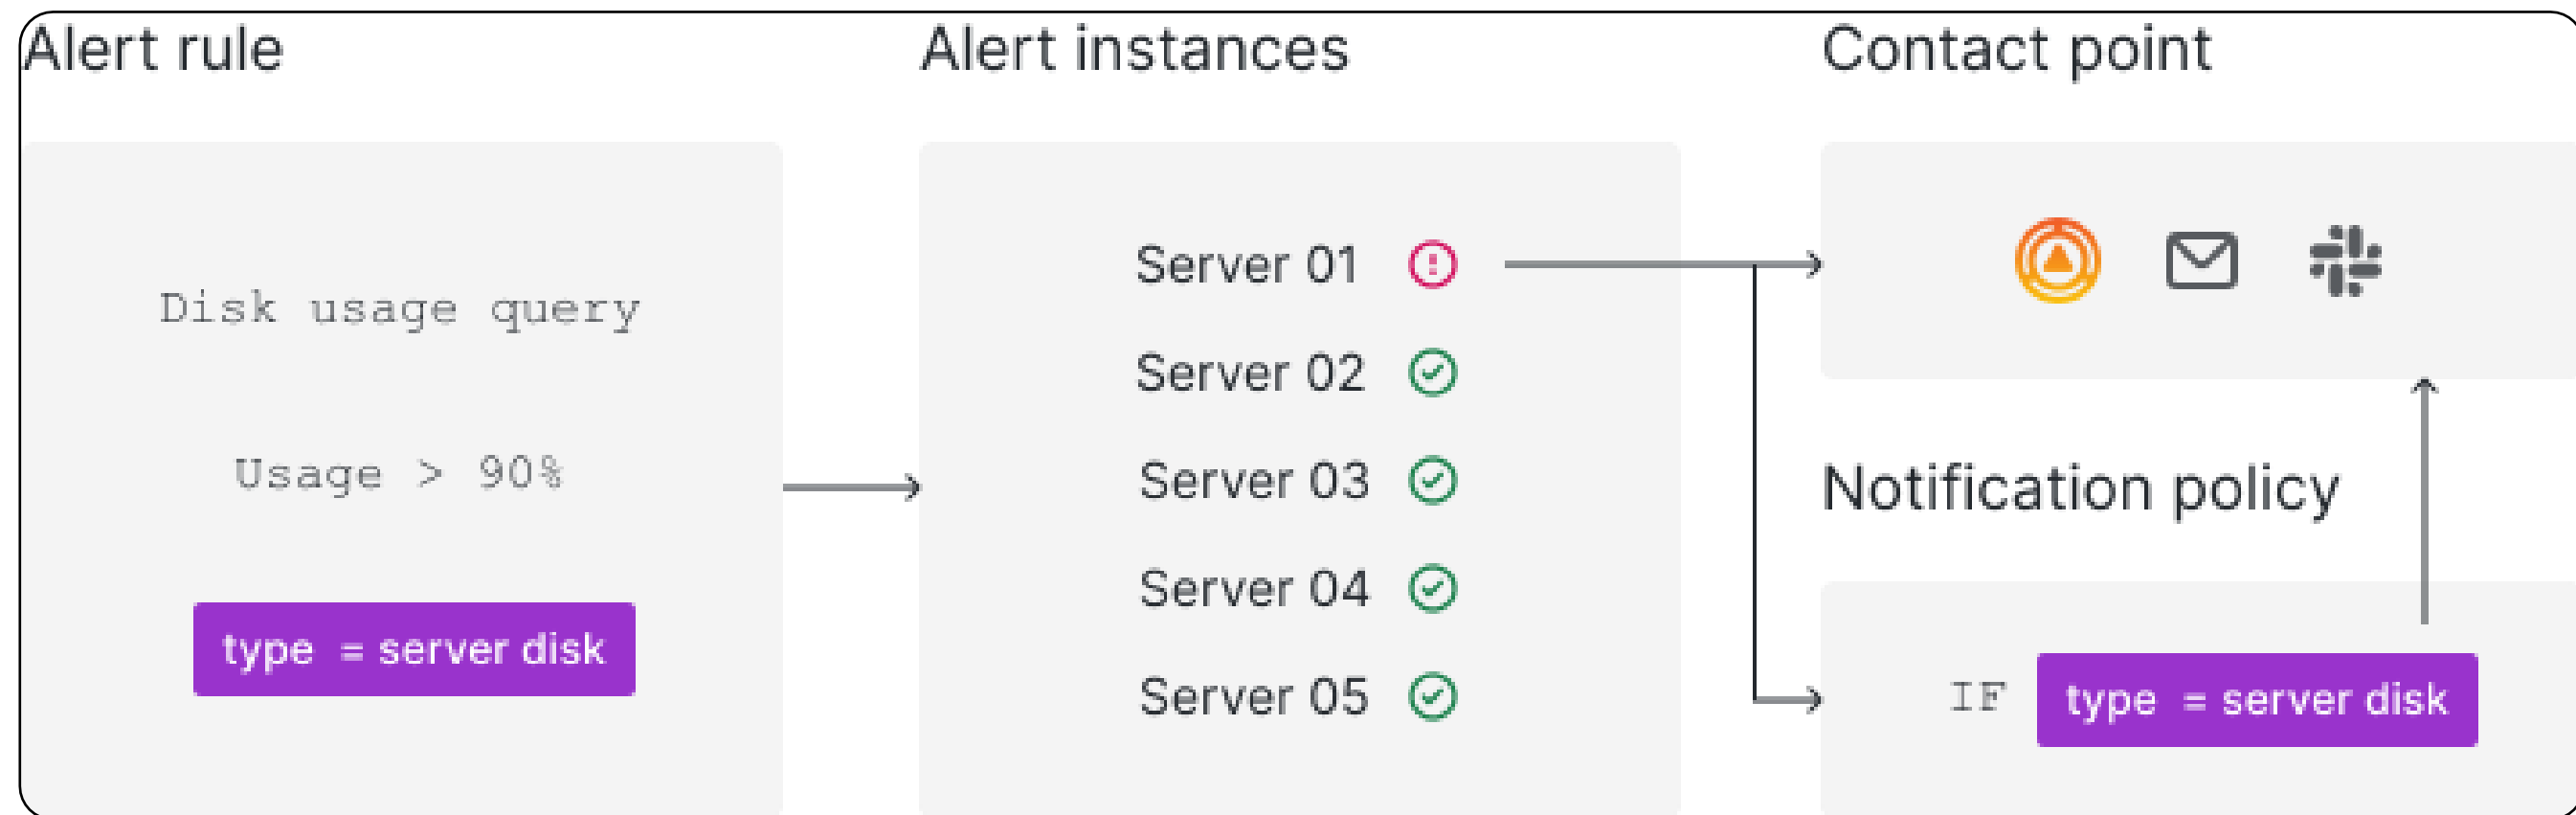 Alert rule
Disk usage query
Usage > 90%
type = server disk
Alert instances
Server 01
Server 02
Server 03
Server 04
Server 05
Contact point
Notification policy
IF type = server disk